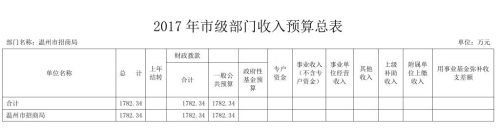 2017年市级部门收入预算总表
部门名称：温州市招商局 单位：万元
单位名称 总 计 上年结转 财政拨款 专户资金 事业收入（不含专户资金） 事业单位经营收入 其他收入 上级补助收入 附属单位上缴收入 用事业基金弥补收支差额
合计 一般公共预算 政府性基金预算
合计 1782.34 1782.34 1782.34
温州市招商局 1782.34 1782.34 1782.34